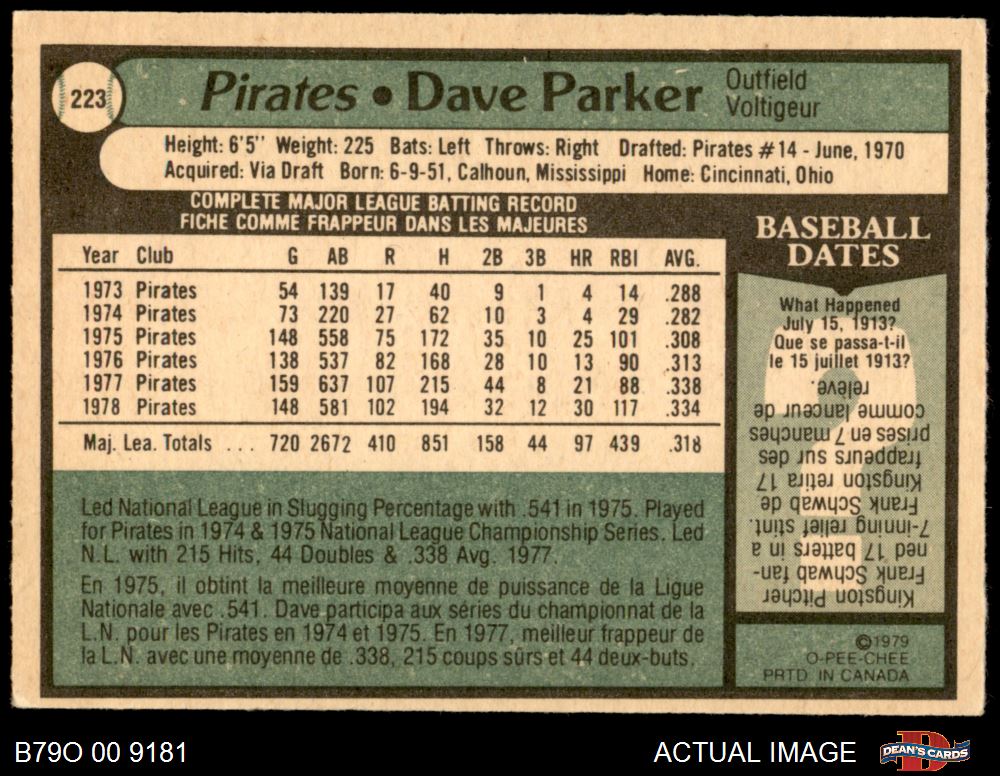 223
Pirates • Dave Parker
Outfield
Voltigeur
Height: 6'5'' Weight: 225 Bats: Left Throws: Right Drafted: Pirates #14 - June, 1970
Acquired: Via Draft Born: 6-9-51, Calhoun, Mississippi Home: Cincinnati, Ohio
COMPLETE MAJOR LEAGUE BATTING RECORD
FICHE COMME FRAPPEUR DANS LES MAJEURES
Year Club G AB R H 2B 3B HR RBI AVG.
1973 Pirates 54 139 17 40 9 1 4 14 .288
1974 Pirates 73 220 27 62 10 3 4 29 .282
1975 Pirates 148 558 75 172 35 10 25 101 .308
1976 Pirates 138 537 82 168 28 10 13 90 .313
1977 Pirates 159 637 107 215 44 8 21 88 .338
1978 Pirates 148 581 102 194 32 12 30 117 .334
Maj. Lea. Totals ... 720 2672 410 851 158 44 97 439 .318
Led National League in Slugging Percentage with .541 in 1975. Played
for Pirates in 1974 & 1975 National League Championship Series. Led
N.L. with 215 Hits, 44 Doubles & .338 Avg. 1977.
En 1975, il obtint la meilleure moyenne de puissance de la Ligue
Nationale avec .541. Dave participa aux séries du championnat de la
L.N. pour les Pirates en 1974 et 1975. En 1977, meilleur frappeur de
la L.N. avec une moyenne de .338, 215 coups sûrs et 44 deux-buts.
BASEBALL
DATES
What Happened
July 15, 1913?
Que se passa-t-il
le 15 juillet 1913?
Kingston Pitcher
Frank Schwab fan-
ned 17 batters in a
7-inning relief stint.
Frank Schwab de
Kingston retira 17
frappeurs sur des
prises en 7 manches
comme lanceur de
relève.
©1979
O-PEE-CHEE
PRTD. IN CANADA
B79O 00 9181
ACTUAL IMAGE
DEAN'S CARDS